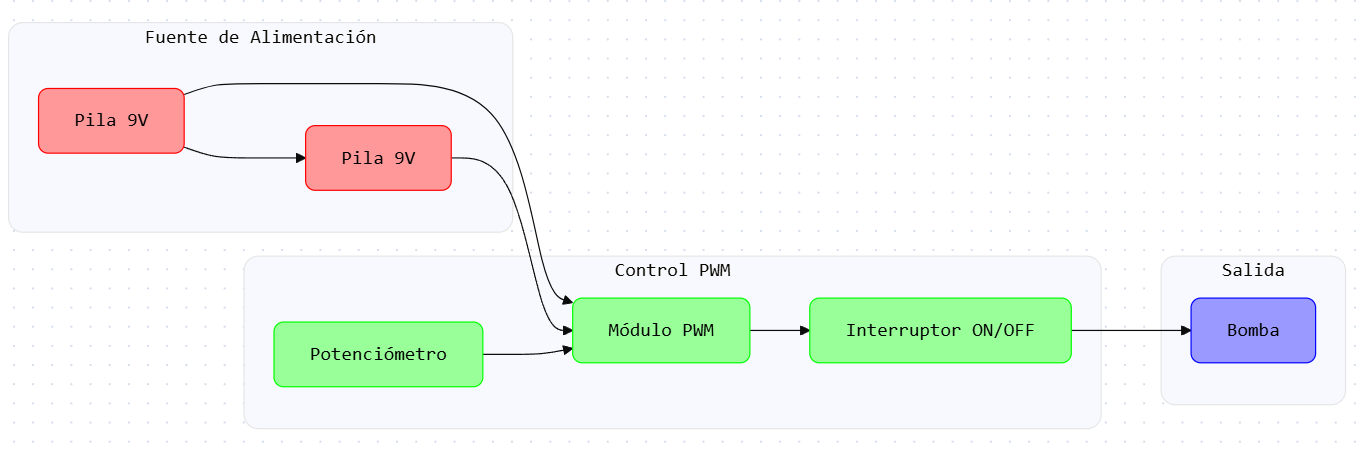 Fuente de Alimentación
Pila 9V
Pila 9V
Control PWM
Potenciómetro
Módulo PWM
Interruptor ON/OFF
Salida
Bomba